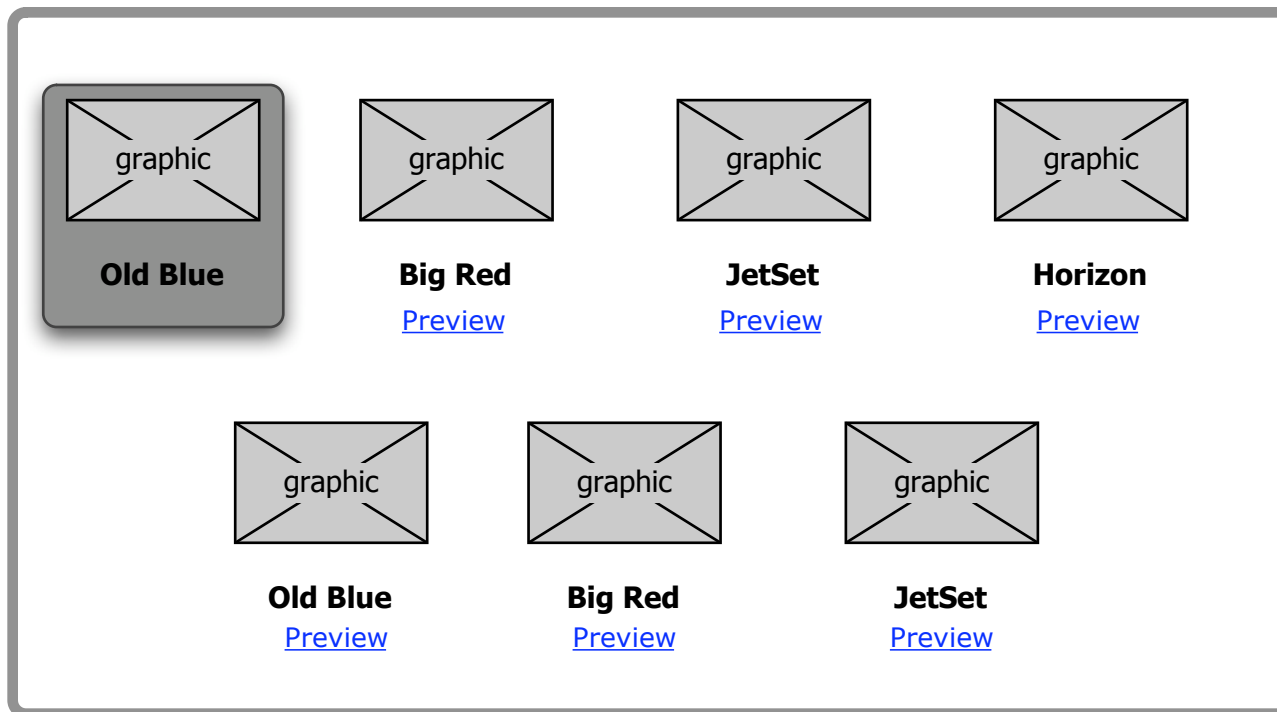 graphic graphic graphic graphic
Old Blue Big Red JetSet Horizon
Preview Preview Preview
graphic graphic graphic
Old Blue Big Red JetSet
Preview Preview Preview